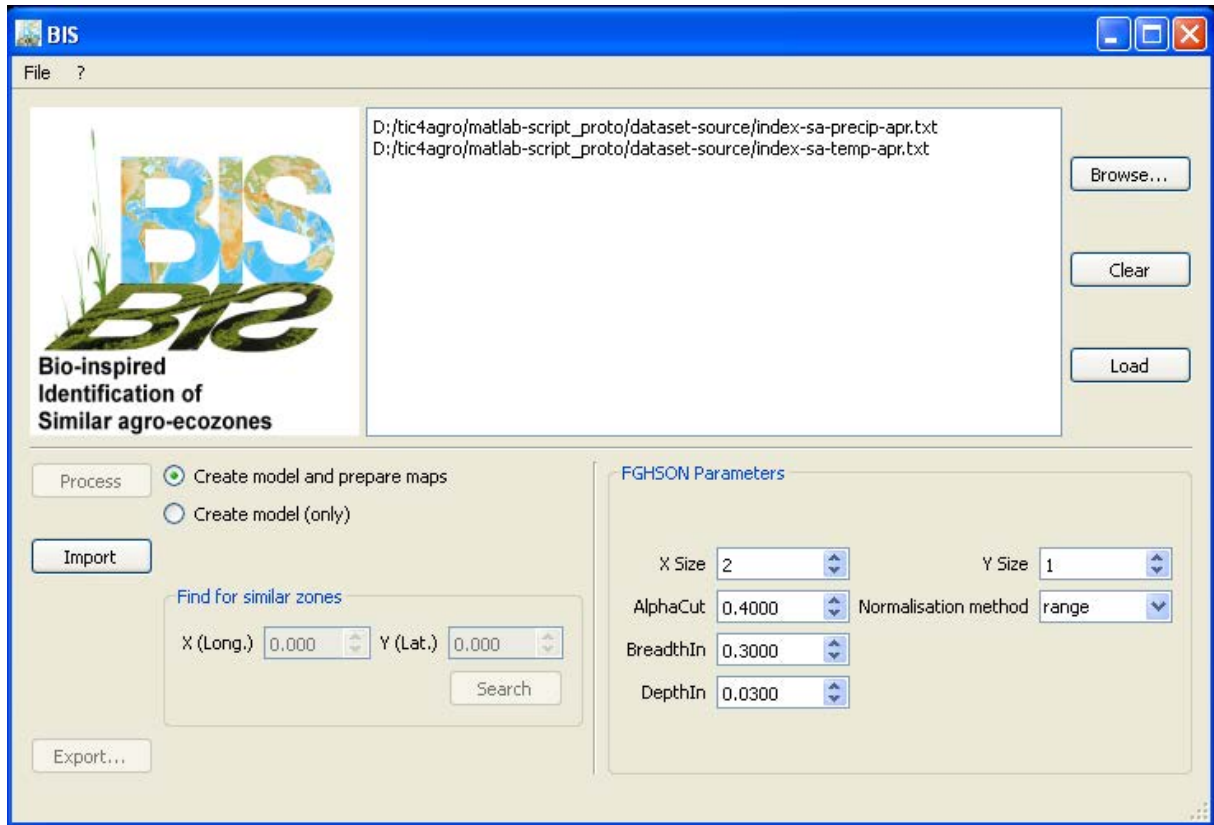 BIS
File ?
BIS
BIS
Bio-inspired
Identification of
Similar agro-ecozones
D:/tic4agro/matlab-script_proto/dataset-source/index-sa-precip-apr.txt
D:/tic4agro/matlab-script_proto/dataset-source/index-sa-temp-apr.txt
Browse...
Clear
Load
Process
Create model and prepare maps
Create model (only)
Import
Find for similar zones
X (Long.) 0.000 Y (Lat.) 0.000
Search
Export...
FGHSON Parameters
X Size 2 Y Size 1
AlphaCut 0.4000 Normalisation method range
BreadthIn 0.3000
DepthIn 0.0300